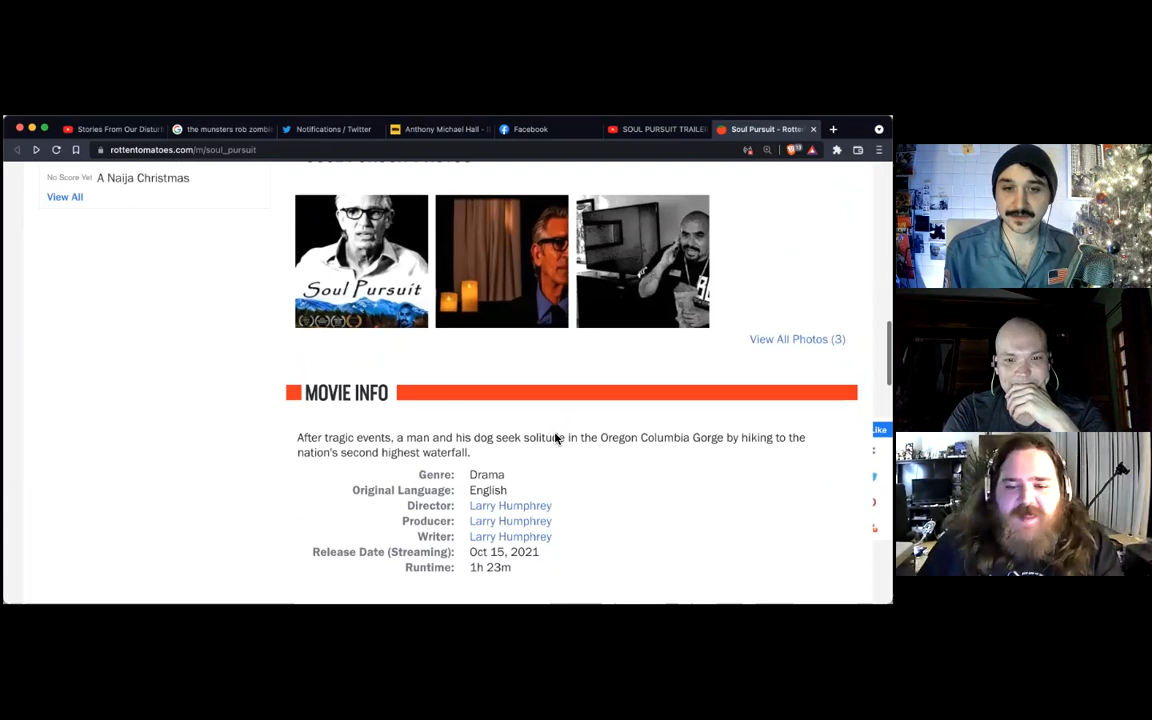 Stories From Our Disturb
the munsters rob zombie
Notifications / Twitter
Anthony Michael Hall - I
Facebook
SOUL PURSUIT TRAILER
Soul Pursuit - Rotte
rottentomatoes.com/m/soul_pursuit
No Score Yet A Naija Christmas
View All
Soul Pursuit
View All Photos (3)
MOVIE INFO
After tragic events, a man and his dog seek solitude in the Oregon Columbia Gorge by hiking to the
nation's second highest waterfall.
Genre: Drama
Original Language: English
Director: Larry Humphrey
Producer: Larry Humphrey
Writer: Larry Humphrey
Release Date (Streaming): Oct 15, 2021
Runtime: 1h 23m
ike